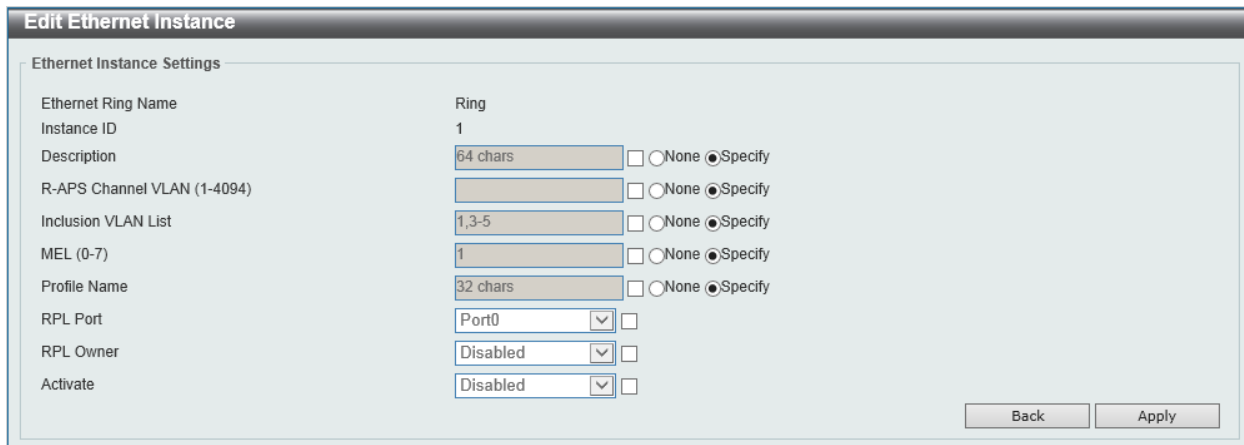 Edit Ethernet Instance
Ethernet Instance Settings
Ethernet Ring Name Ring
Instance ID 1
Description 64 chars None Specify
R-APS Channel VLAN (1-4094) None Specify
Inclusion VLAN List 1,3-5 None Specify
MEL (0-7) 1 None Specify
Profile Name 32 chars None Specify
RPL Port Port0
RPL Owner Disabled
Activate Disabled
Back Apply